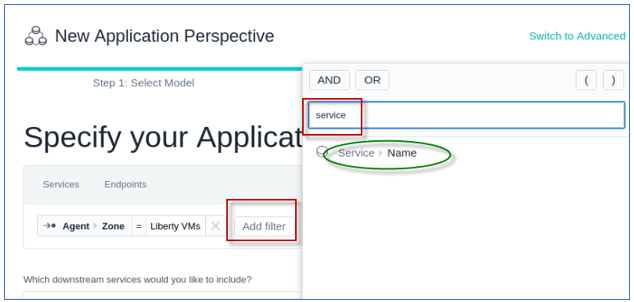 New Application Perspective
Switch to Advanced
Step 1: Select Model
AND OR ( )
service
Service Name
Specify your Applicat
Services Endpoints
Agent Zone = Liberty VMs Add filter
Which downstream services would you like to include?